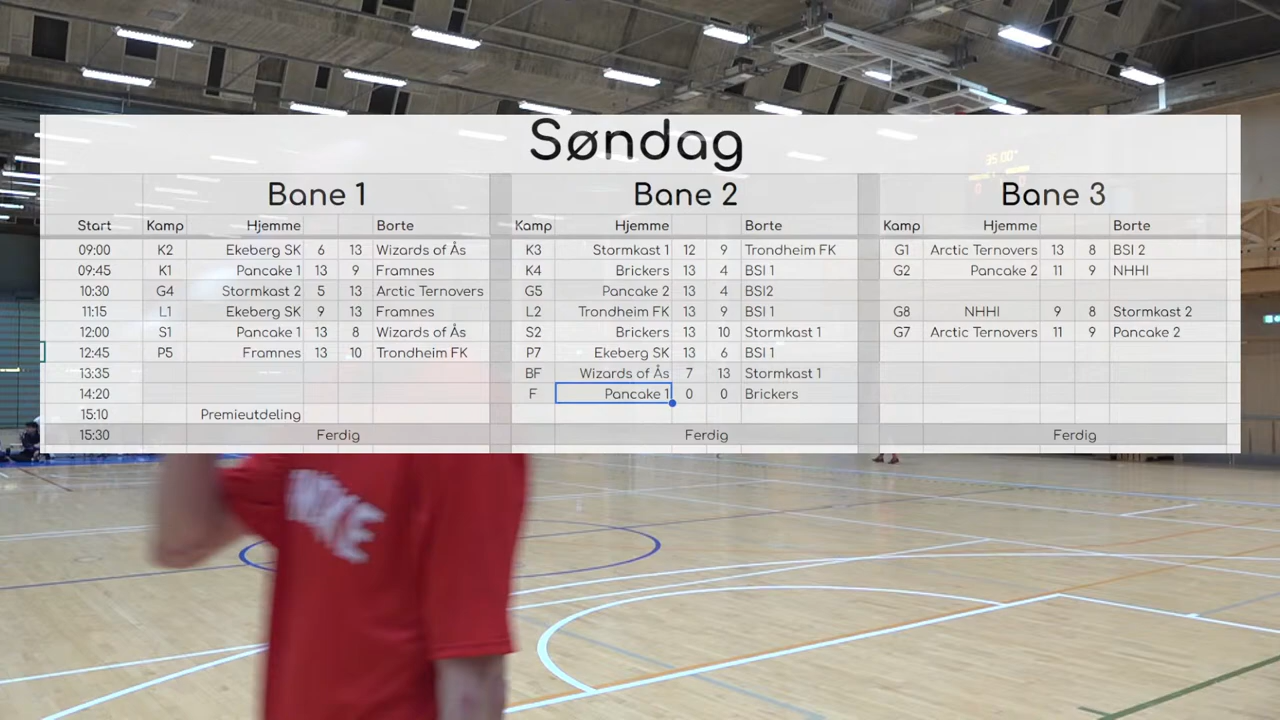 Søndag
Bane 1 Bane 2 Bane 3
Start Kamp Hjemme Borte Kamp Hjemme Borte Kamp Hjemme Borte
09:00 K2 Ekeberg SK 6 13 Wizards of Ås K3 Stormkast 1 12 9 Trondheim FK G1 Arctic Ternovers 13 8 BSI 2
09:45 K1 Pancake 1 13 9 Framnes K4 Brickers 13 4 BSI 1 G2 Pancake 2 11 9 NHHI
10:30 G4 Stormkast 2 5 13 Arctic Ternovers G5 Pancake 2 13 4 BSI2
11:15 L1 Ekeberg SK 9 13 Framnes L2 Trondheim FK 13 9 BSI 1 G8 NHHI 9 8 Stormkast 2
12:00 S1 Pancake 1 13 8 Wizards of Ås S2 Brickers 13 10 Stormkast 1 G7 Arctic Ternovers 11 9 Pancake 2
12:45 P5 Framnes 13 10 Trondheim FK P7 Ekeberg SK 13 6 BSI 1
13:35 BF Wizards of Ås 7 13 Stormkast 1
14:20 F Pancake 1 0 0 Brickers
15:10 Premieutdeling
15:30 Ferdig Ferdig Ferdig
35:00